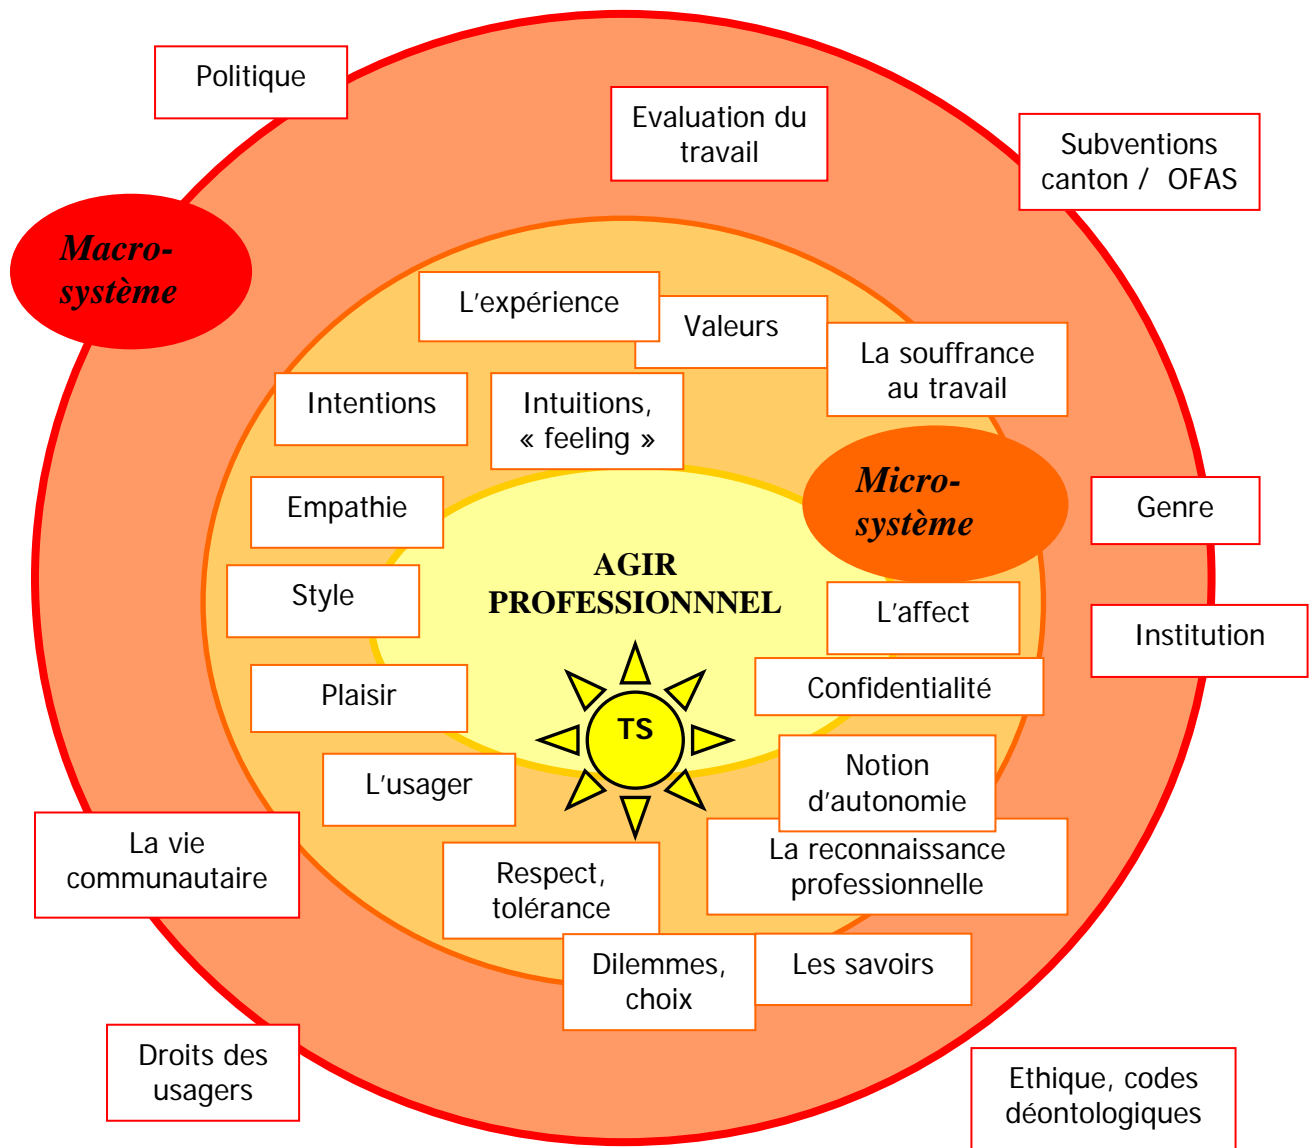 Politique
Evaluation du
travail
Subventions
canton / OFAS
Macro-
système
L'expérience
Valeurs
La souffrance
au travail
Intentions
Intuitions,
« feeling »
Micro-
système
Empathie
Genre
AGIR
PROFESSIONNNEL
Style
L'affect
Institution
Plaisir
Confidentialité
TS
L'usager
Notion
d'autonomie
La vie
communautaire
La reconnaissance
professionnelle
Respect,
tolérance
Dilemmes,
choix
Les savoirs
Droits des
usagers
Ethique, codes
déontologiques